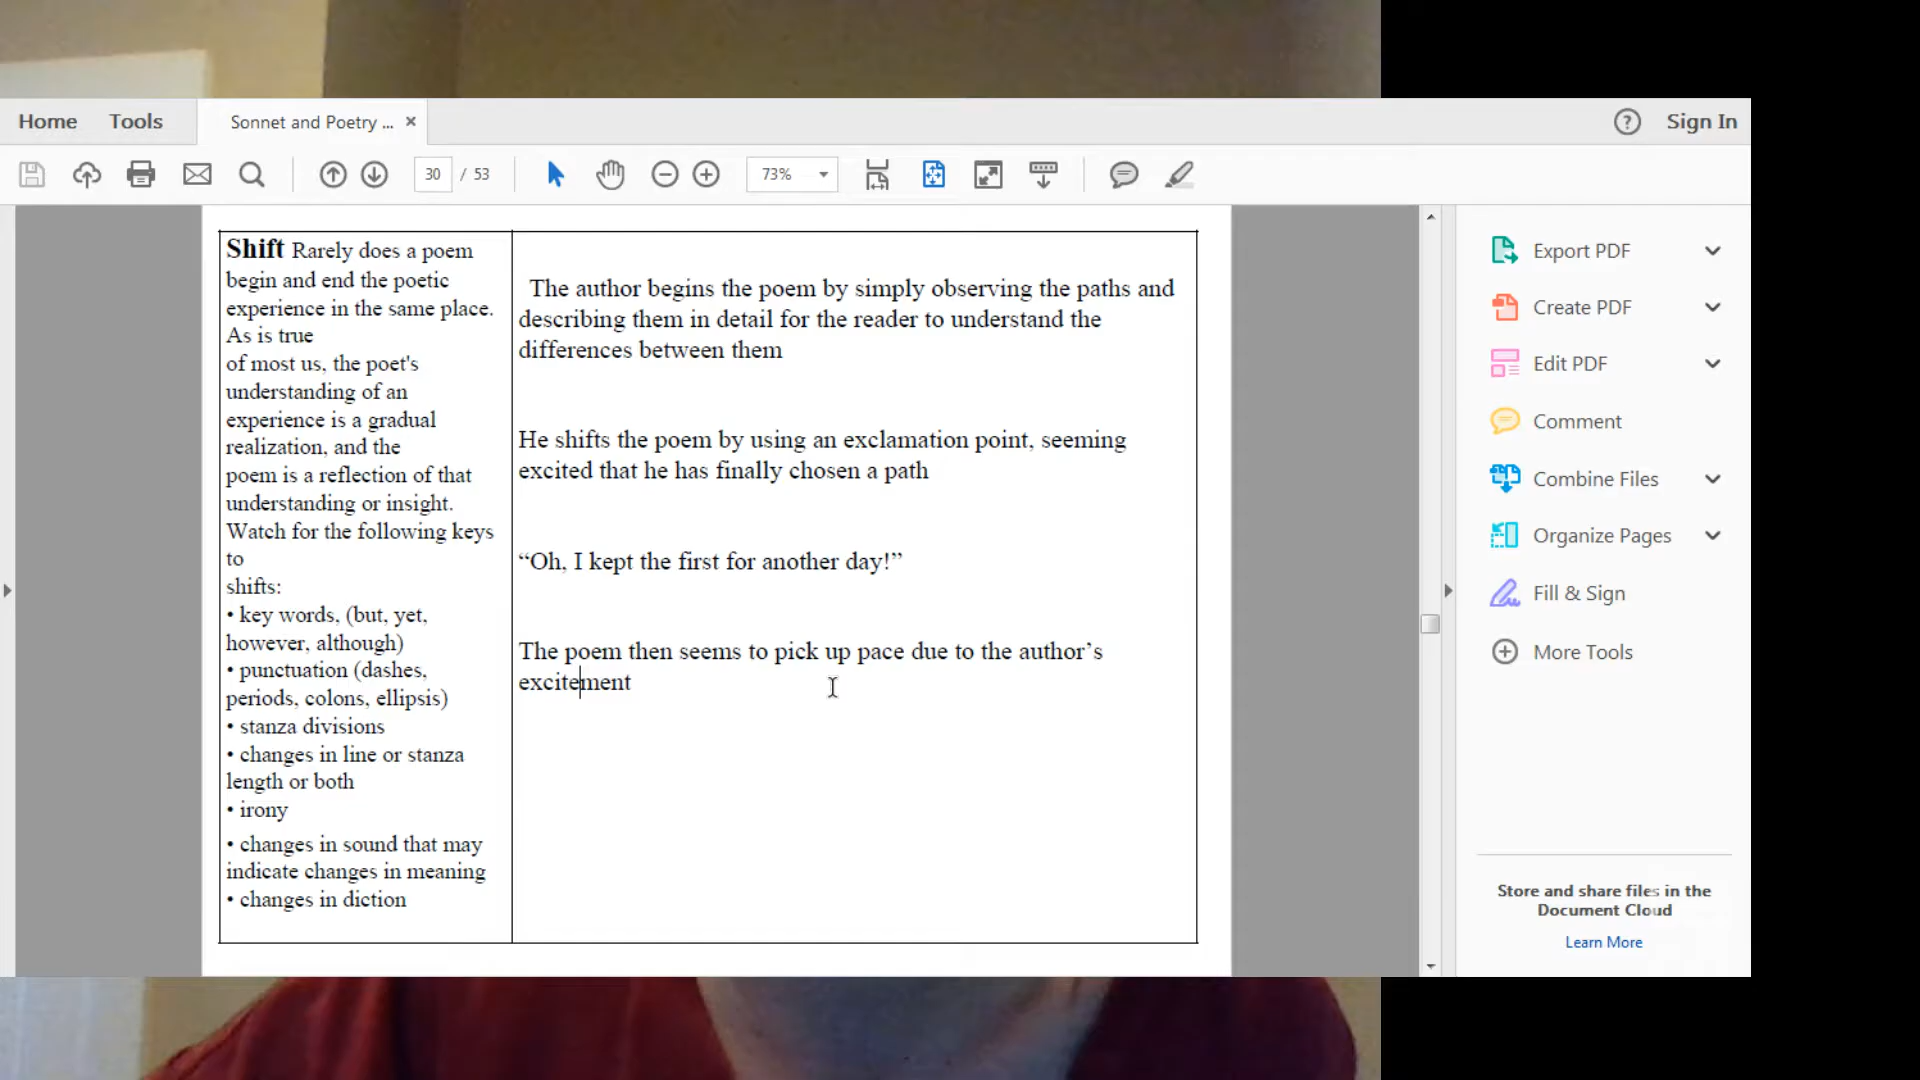 Home Tools Sonnet and Poetry ... × Sign In
30 / 53 73%
Shift Rarely does a poem
begin and end the poetic
experience in the same place.
As is true
of most us, the poet's
understanding of an
experience is a gradual
realization, and the
poem is a reflection of that
understanding or insight.
Watch for the following keys
to
shifts:
• key words, (but, yet,
however, although)
• punctuation (dashes,
periods, colons, ellipsis)
• stanza divisions
• changes in line or stanza
length or both
• irony
• changes in sound that may
indicate changes in meaning
• changes in diction
The author begins the poem by simply observing the paths and
describing them in detail for the reader to understand the
differences between them
He shifts the poem by using an exclamation point, seeming
excited that he has finally chosen a path
“Oh, I kept the first for another day!”
The poem then seems to pick up pace due to the author’s
excitement
Export PDF
Create PDF
Edit PDF
Comment
Combine Files
Organize Pages
Fill & Sign
More Tools
Store and share files in the
Document Cloud
Learn More